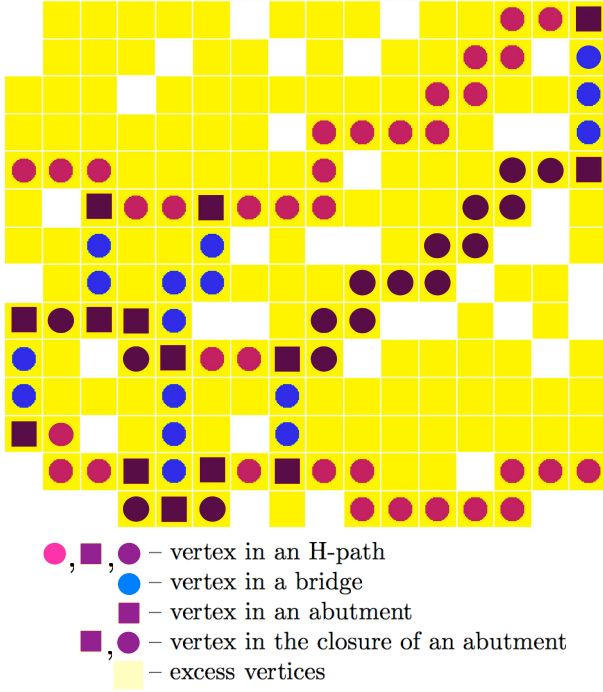 , , – vertex in an H-path
– vertex in a bridge
– vertex in an abutment
, – vertex in the closure of an abutment
– excess vertices